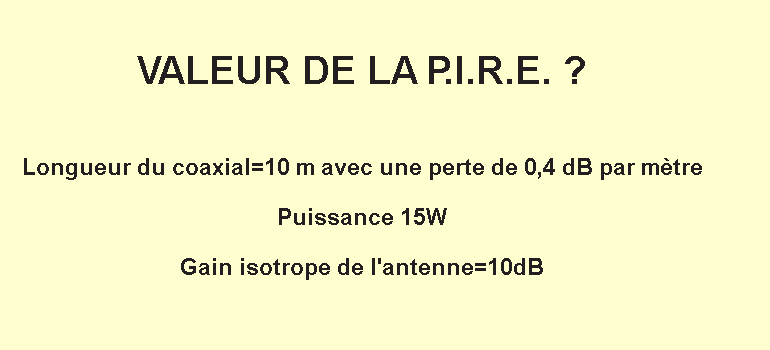 VALEUR DE LA P.I.R.E. ?
Longueur du coaxial=10 m avec une perte de 0,4 dB par mètre
Puissance 15W
Gain isotrope de l'antenne=10dB